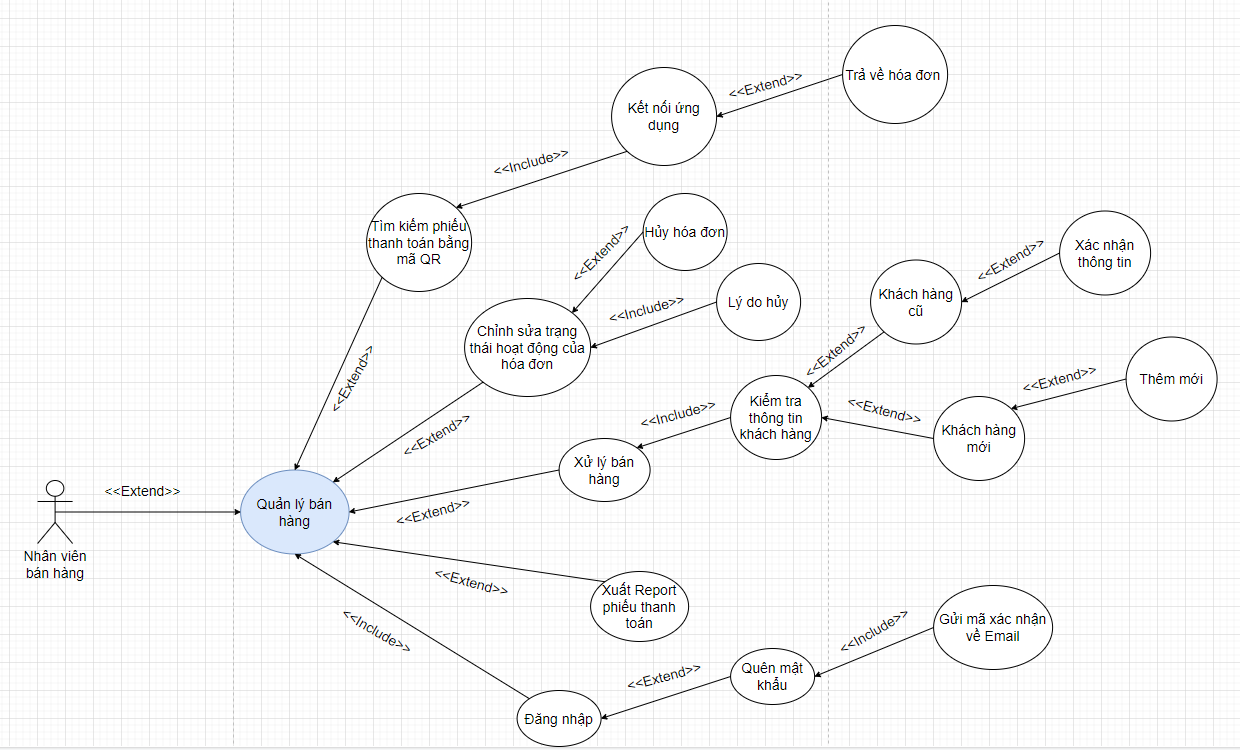 Trả về hóa đơn
<<Extend>>
Kết nối ứng
dụng
<<Include>>
Tìm kiếm phiếu
thanh toán bằng
mã QR
<<Extend>>
Hủy hóa đơn
<<Extend>>
Lý do hủy
<<Include>>
Chỉnh sửa trạng
thái hoạt động của
hóa đơn
<<Extend>>
Xác nhận
thông tin
<<Extend>>
Khách hàng
cũ
<<Extend>>
Thêm mới
<<Extend>>
Khách hàng
mới
<<Extend>>
Kiểm tra
thông tin
khách hàng
<<Include>>
Xử lý bán
hàng
<<Extend>>
<<Extend>>
Nhân viên
bán hàng
Quản lý bán
hàng
<<Extend>>
Xuất Report
phiếu thanh
toán
<<Include>>
Đăng nhập
<<Extend>>
Quên mật
khẩu
<<Include>>
Gửi mã xác nhận
về Email